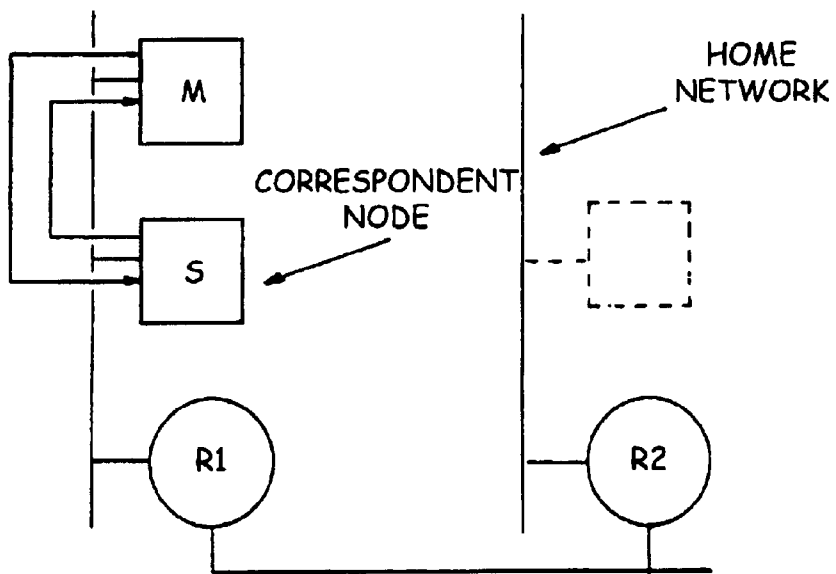 M
HOME
NETWORK
CORRESPONDENT
NODE
S
R1
R2